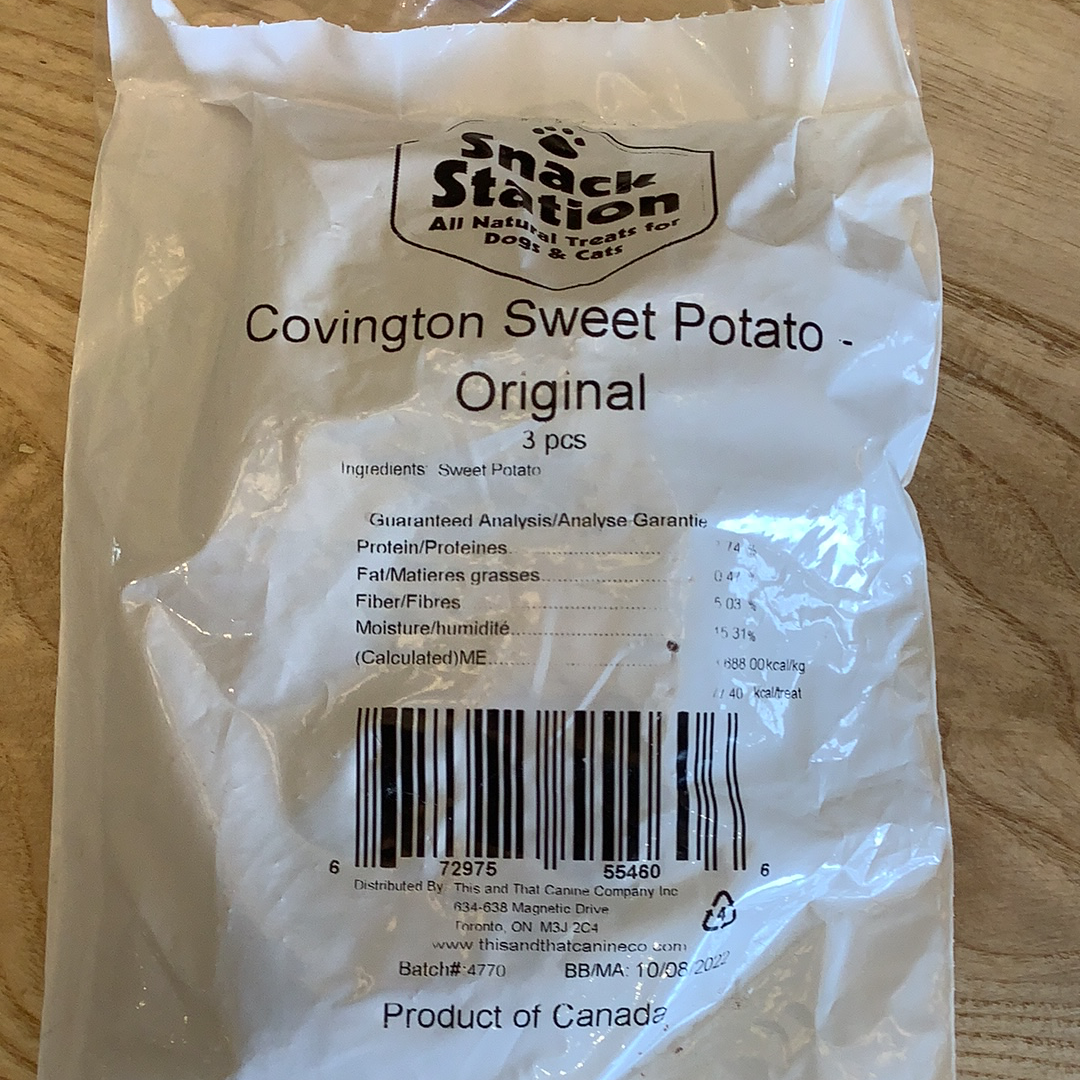 Snack
Station
All Natural Treats for
Dogs & Cats
Covington Sweet Potato -
Original
3 pcs
Ingredients: Sweet Potato
Guaranteed Analysis/Analyse Garantie
Protein/Proteines
Fat/Matieres grasses
Fiber/Fibres 5.03 %
Moisture/humidité 15.31%
(Calculated)ME kcal/kg
kcal/treat
6 72975 55460 6
Distributed By: This and That Canine Company Inc
634-638 Magnetic Drive
Toronto, ON M3J 2C4
www.thisandthatcanineco.com
4
Batch#:4770 BB/MA: 10/08/2022
Product of Canada